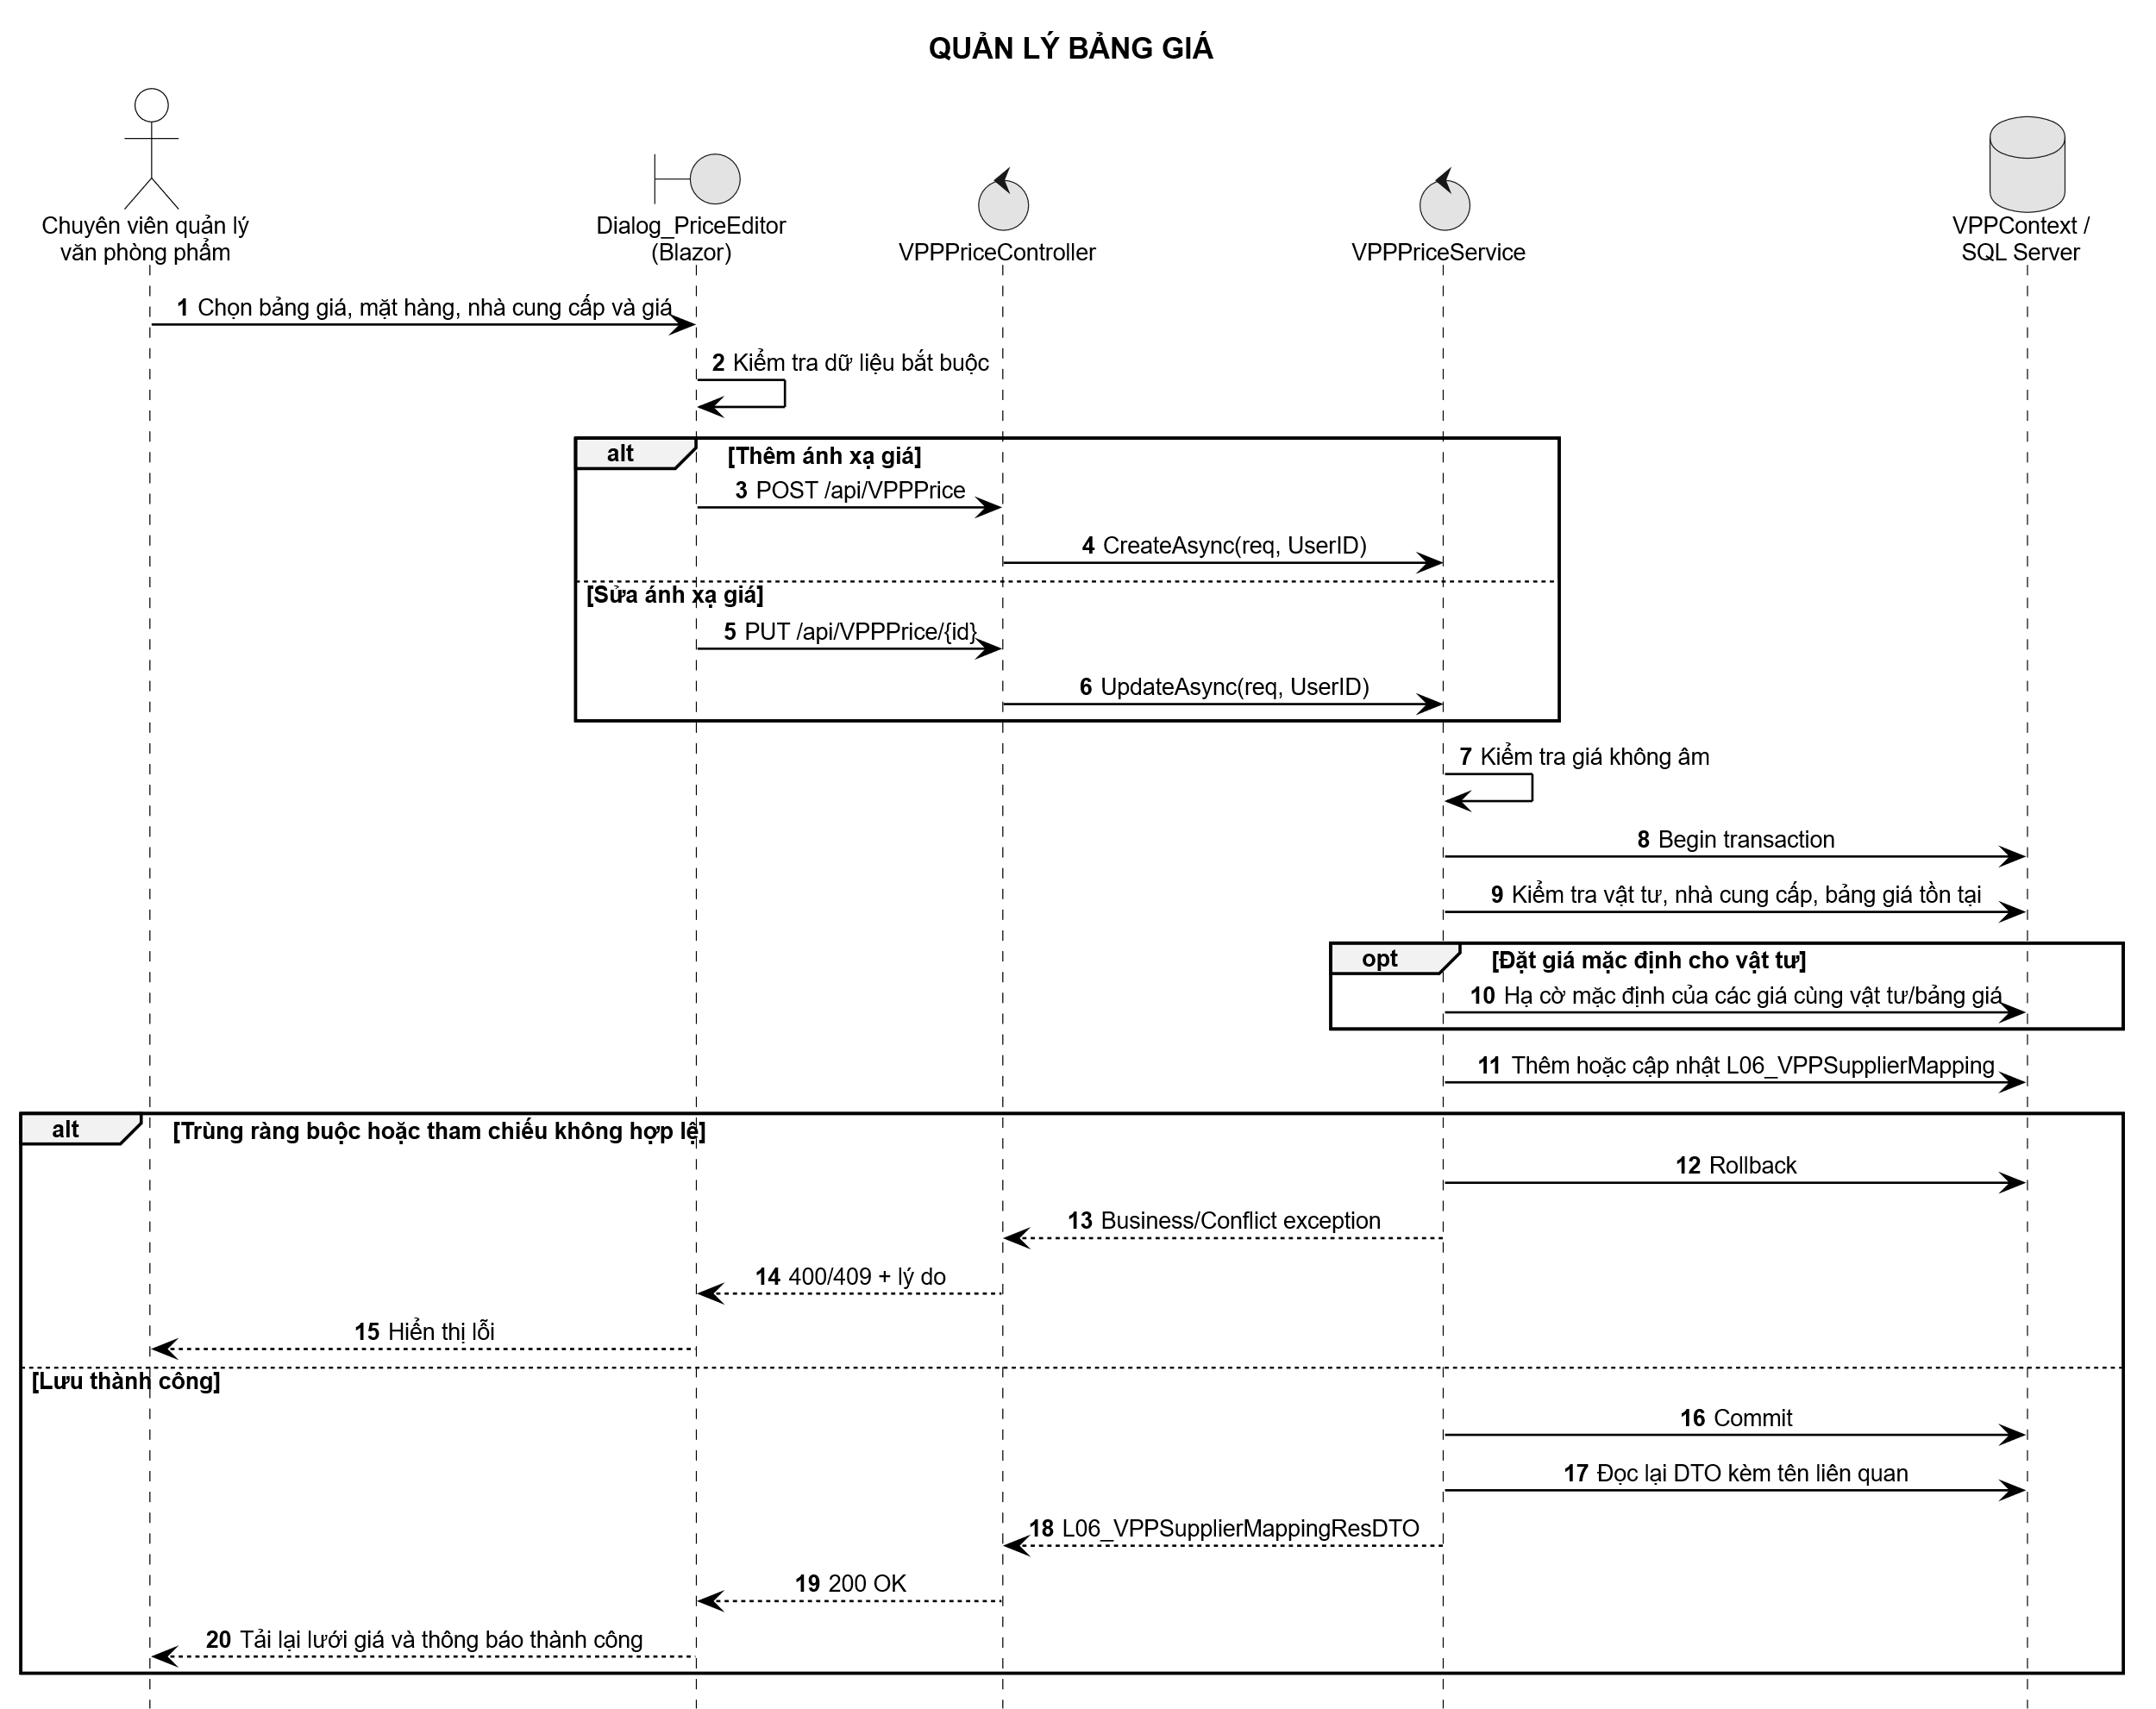 QUẢN LÝ BẢNG GIÁ
Chuyên viên quản lý
văn phòng phẩm
Dialog_PriceEditor
(Blazor)
VPPPriceController
VPPPriceService
VPPContext /
SQL Server
1 Chọn bảng giá, mặt hàng, nhà cung cấp và giá
2 Kiểm tra dữ liệu bắt buộc
alt [Thêm ánh xạ giá]
3 POST /api/VPPPrice
4 CreateAsync(req, UserID)
[Sửa ánh xạ giá]
5 PUT /api/VPPPrice/{id}
6 UpdateAsync(req, UserID)
7 Kiểm tra giá không âm
8 Begin transaction
9 Kiểm tra vật tư, nhà cung cấp, bảng giá tồn tại
opt [Đặt giá mặc định cho vật tư]
10 Hạ cờ mặc định của các giá cùng vật tư/bảng giá
11 Thêm hoặc cập nhật L06_VPPSupplierMapping
alt [Trùng ràng buộc hoặc tham chiếu không hợp lệ]
12 Rollback
13 Business/Conflict exception
14 400/409 + lý do
15 Hiển thị lỗi
[Lưu thành công]
16 Commit
17 Đọc lại DTO kèm tên liên quan
18 L06_VPPSupplierMappingResDTO
19 200 OK
20 Tải lại lưới giá và thông báo thành công